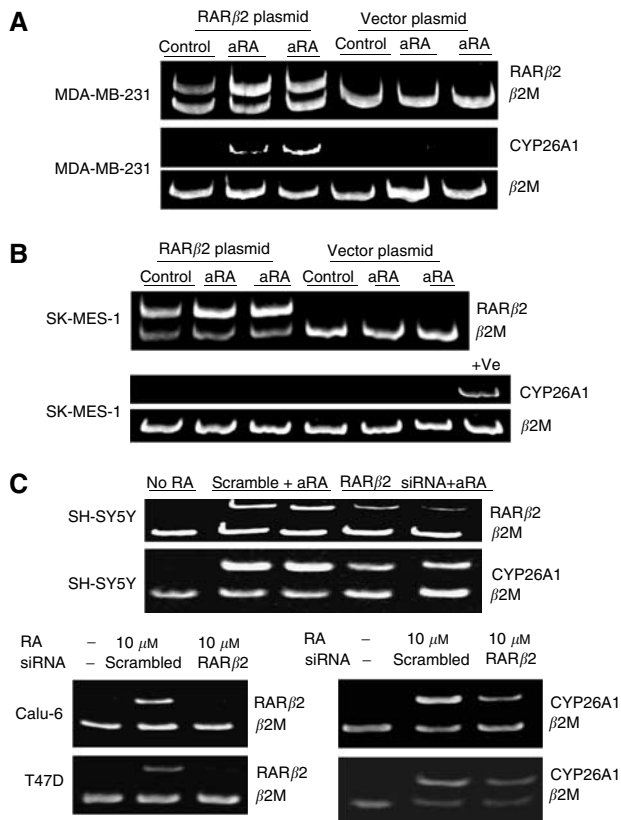 A
RARβ2 plasmid Vector plasmid
Control aRA aRA Control aRA aRA
MDA-MB-231 RARβ2
β2M
MDA-MB-231 CYP26A1
β2M
B
RARβ2 plasmid Vector plasmid
Control aRA aRA Control aRA aRA
SK-MES-1 RARβ2
β2M
+Ve
SK-MES-1 CYP26A1
β2M
C
No RA Scramble + aRA RARβ2 siRNA+aRA
SH-SY5Y RARβ2
β2M
SH-SY5Y CYP26A1
β2M
RA – 10 μM 10 μM
siRNA – Scrambled RARβ2
Calu-6 RARβ2
β2M
T47D RARβ2
β2M
RA – 10 μM 10 μM
siRNA – Scrambled RARβ2
CYP26A1
β2M
CYP26A1
β2M